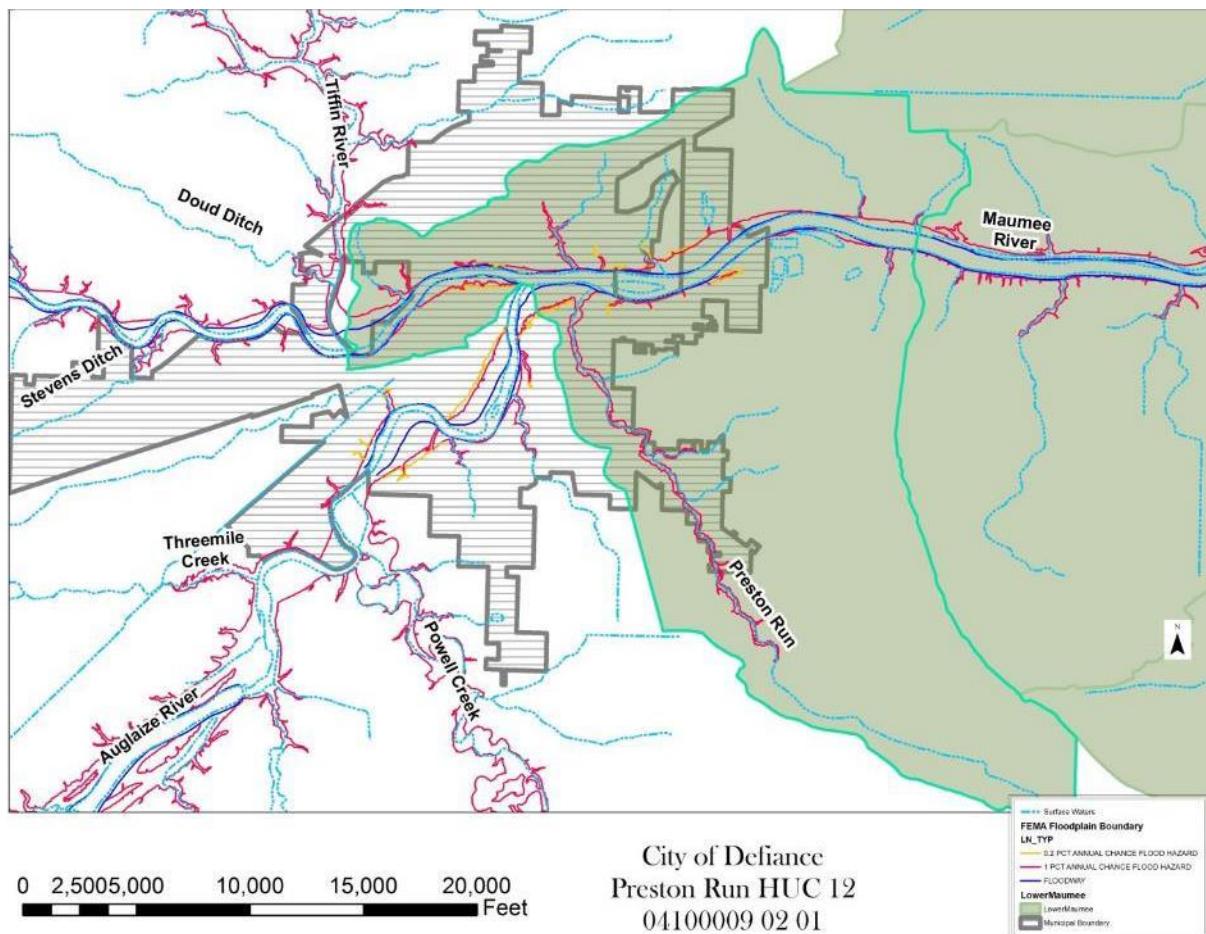 Tiffin River
Doud Ditch
Maumee
River
Stevens Ditch
Threemile
Creek
Preston Run
Powell Creek
Auglaize River
N
Surface Waters
FEMA Floodplain Boundary
LN_TYP
0.2 PCT ANNUAL CHANCE FLOOD HAZARD
1 PCT ANNUAL CHANCE FLOOD HAZARD
FLOODWAY
LowerMaumee
LowerMaumee
Municipal Boundary
0 2,5005,000 10,000 15,000 20,000
Feet
City of Defiance
Preston Run HUC 12
04100009 02 01